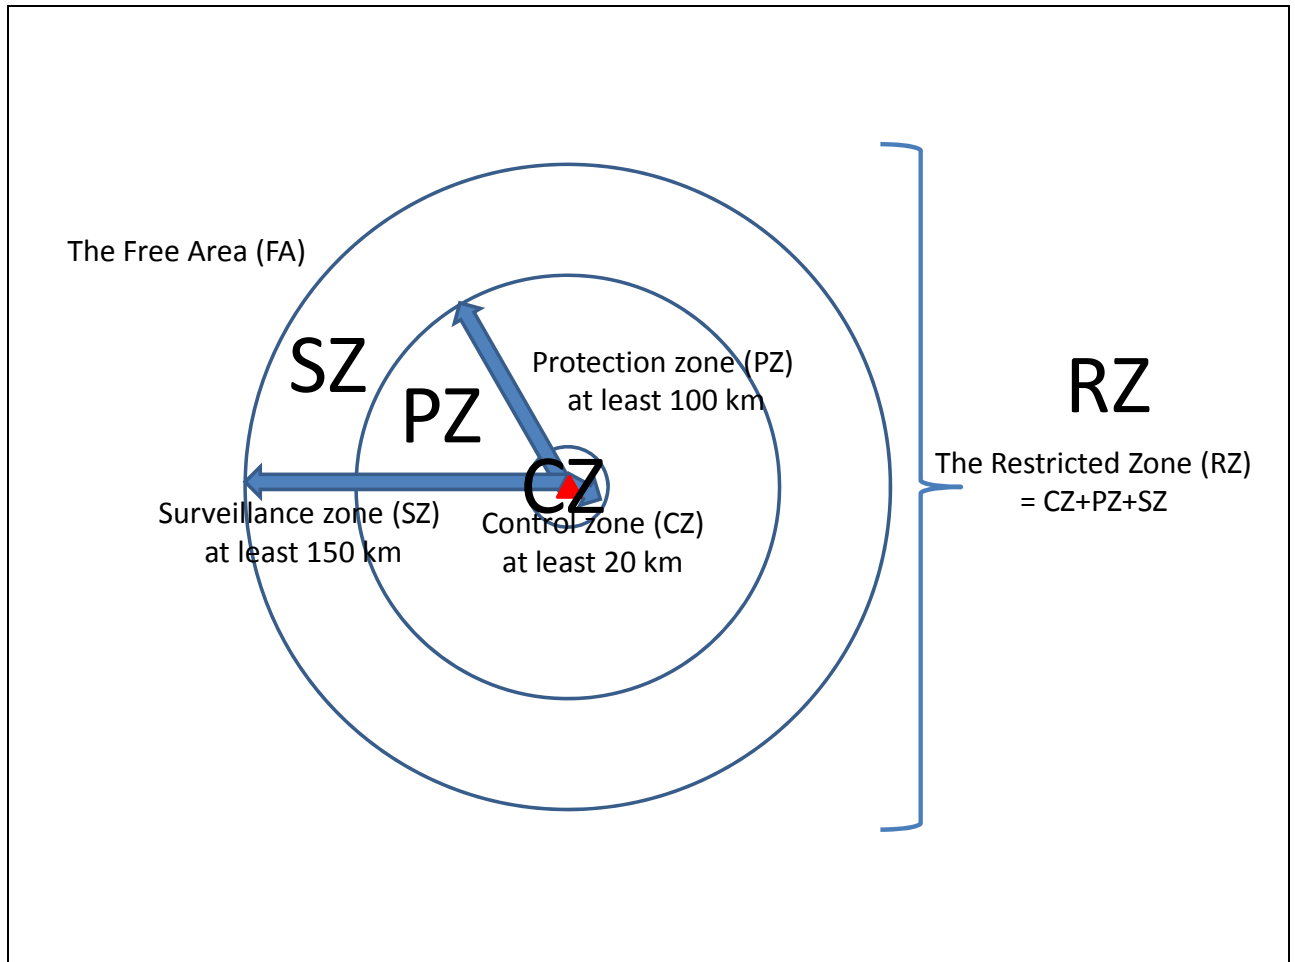 The Free Area (FA)
SZ
PZ
Protection zone (PZ)
at least 100 km
RZ
The Restricted Zone (RZ)
= CZ+PZ+SZ
CZ
Surveillance zone (SZ)
at least 150 km
Control zone (CZ)
at least 20 km